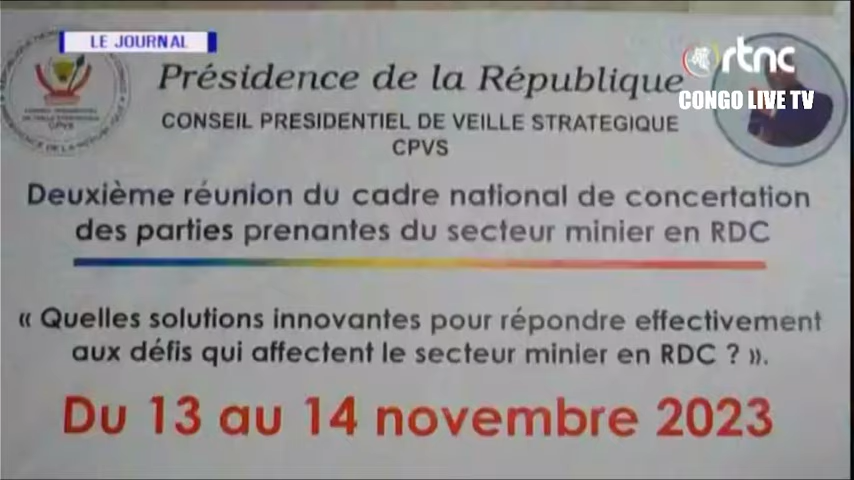 LE JOURNAL
rtnc
CONGO LIVE TV
Présidence de la République
CONSEIL PRESIDENTIEL DE VEILLE STRATEGIQUE
CPVS
CPVS
Deuxième réunion du cadre national de concertation
des parties prenantes du secteur minier en RDC
« Quelles solutions innovantes pour répondre effectivement
aux défis qui affectent le secteur minier en RDC ? ».
Du 13 au 14 novembre 2023